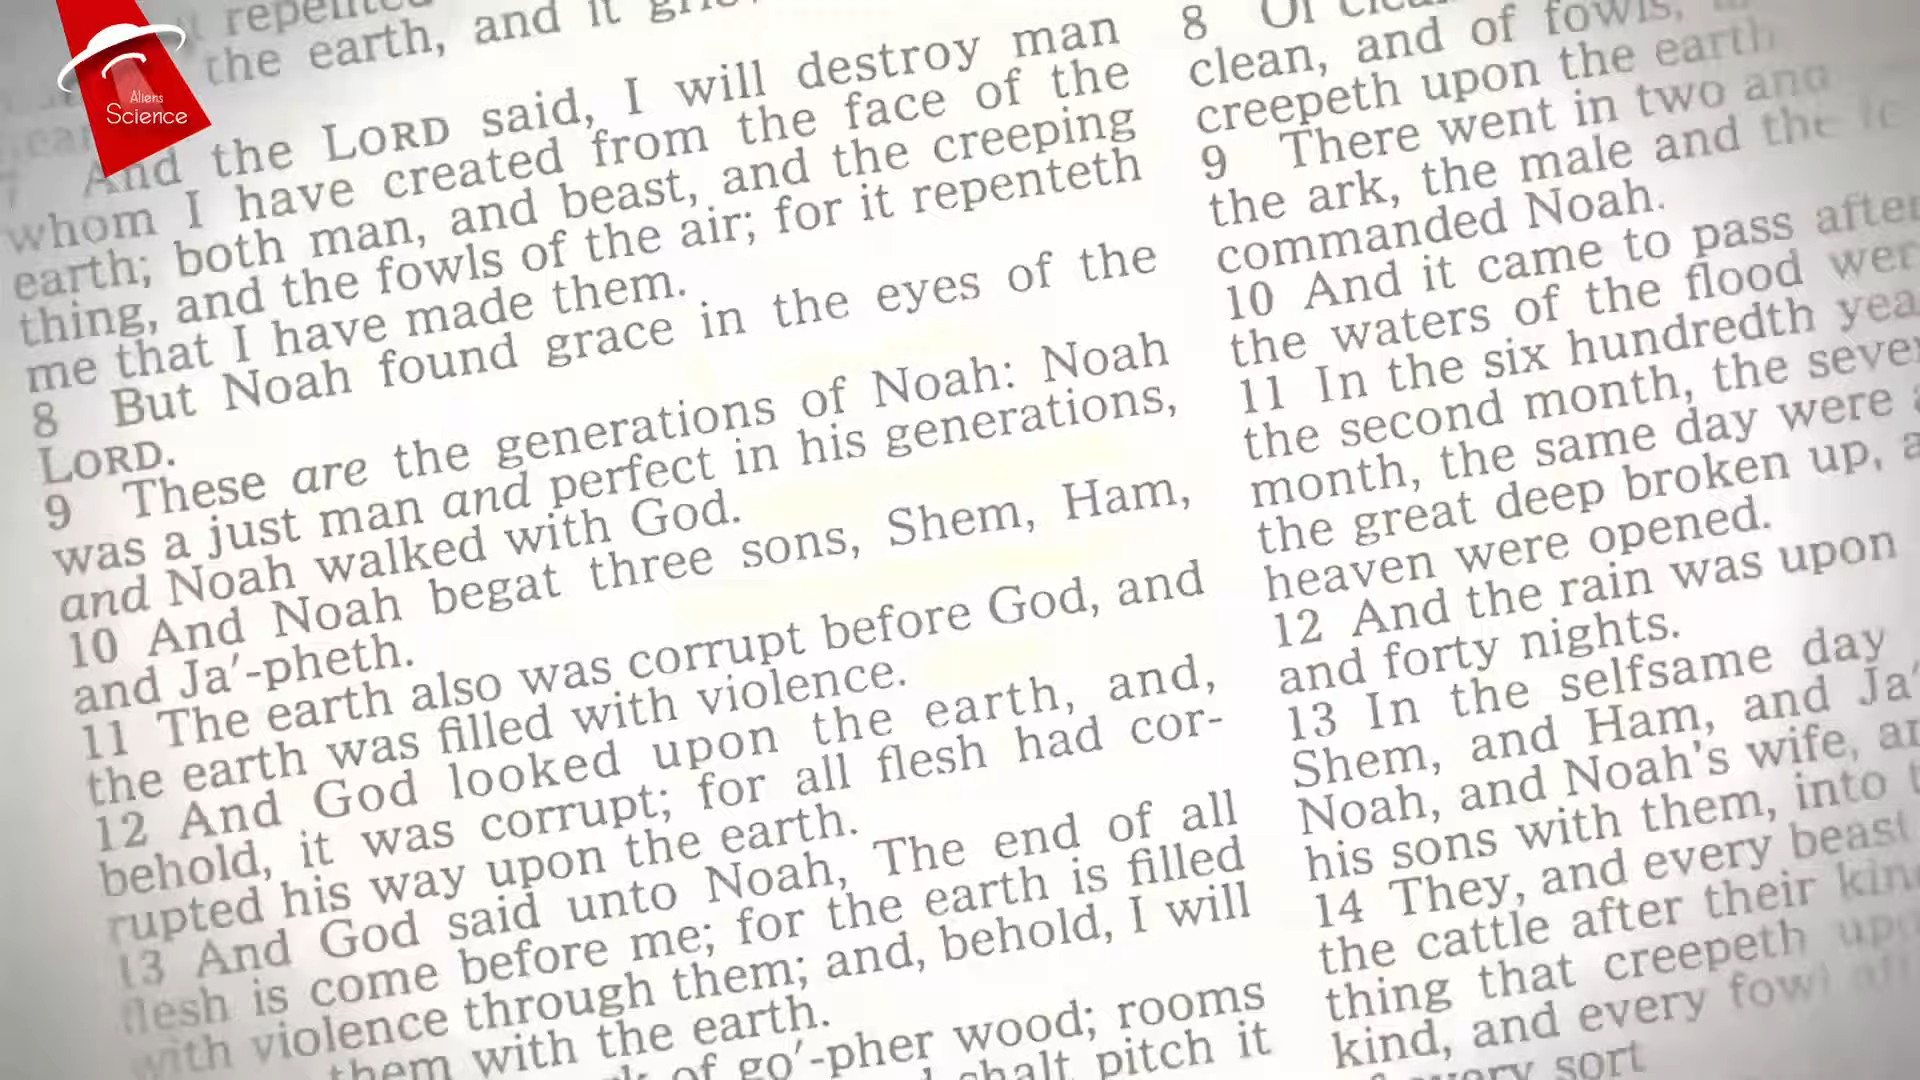 Aliens
Science
repented
the earth, and it
7 And the LORD said, I will destroy man
whom I have created from the face of the
earth; both man, and beast, and the creeping
thing, and the fowls of the air; for it repenteth
me that I have made them.
8 But Noah found grace in the eyes of the
LORD.
9 These are the generations of Noah: Noah
was a just man and perfect in his generations,
and Noah walked with God.
10 And Noah begat three sons, Shem, Ham,
and Ja′-pheth.
11 The earth also was corrupt before God, and
the earth was filled with violence.
12 And God looked upon the earth, and,
behold, it was corrupt; for all flesh had cor-
rupted his way upon the earth.
13 And God said unto Noah, The end of all
flesh is come before me; for the earth is filled
with violence through them; and, behold, I will
them with the earth.
of go′-pher wood; rooms
shalt pitch it
8 Of
clean, and of fowls,
creepeth upon the earth
9 There went in two and
the ark, the male and the
commanded Noah.
10 And it came to pass after
the waters of the flood
11 In the six hundredth
the second month, the
month, the same day were
the great deep broken up,
heaven were opened.
12 And the rain was upon
and forty nights.
13 In the selfsame day
Shem, and Ham, and
Noah, and Noah's wife,
his sons with them, into
14 They, and every beast
the cattle after their
thing that creepeth
kind, and every fowl
every sort